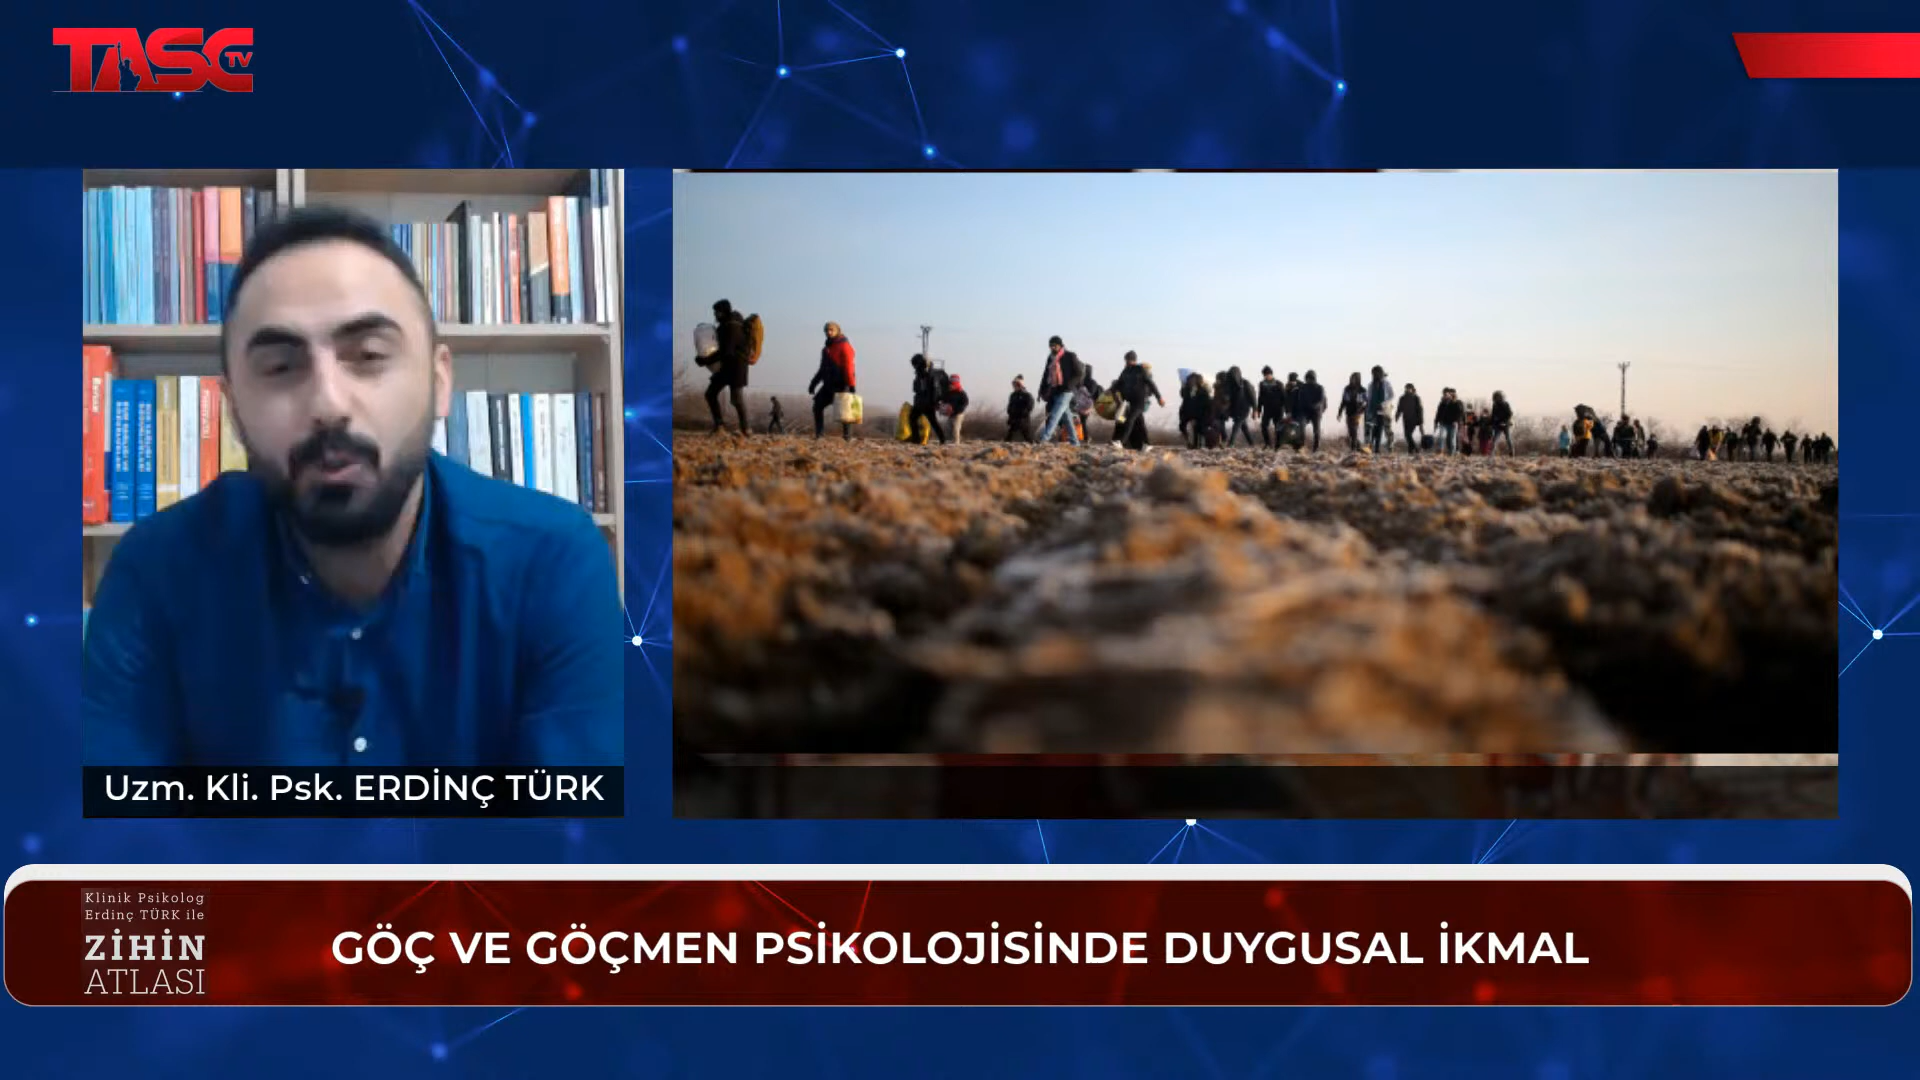 TASC TV
Uzm. Kli. Psk. ERDİNÇ TÜRK
Klinik Psikolog
Erdinç TÜRK ile
ZİHİN
ATLASI
GÖÇ VE GÖÇMEN PSİKOLOJİSİNDE DUYGUSAL İKMAL